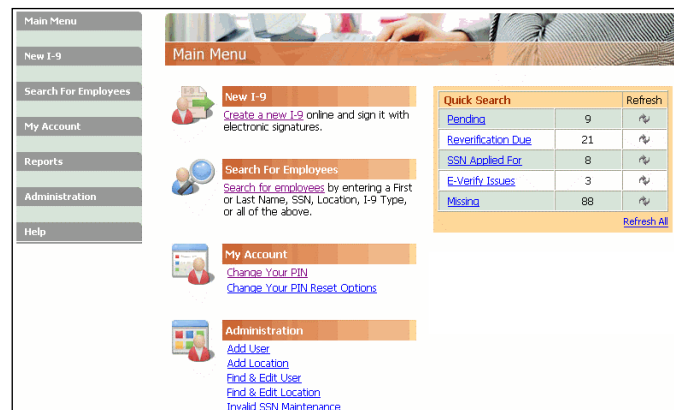 Main Menu
New I-9
Search For Employees
My Account
Reports
Administration
Help
Main Menu
New I-9
Create a new I-9 online and sign it with
electronic signatures.
Search For Employees
Search for employees by entering a First
or Last Name, SSN, Location, I-9 Type,
or all of the above.
My Account
Change Your PIN
Change Your PIN Reset Options
Administration
Add User
Add Location
Find & Edit User
Find & Edit Location
Invalid SSN Maintenance
Quick Search Refresh
Pending 9
Reverification Due 21
SSN Applied For 8
E-Verify Issues 3
Missing 88
Refresh All